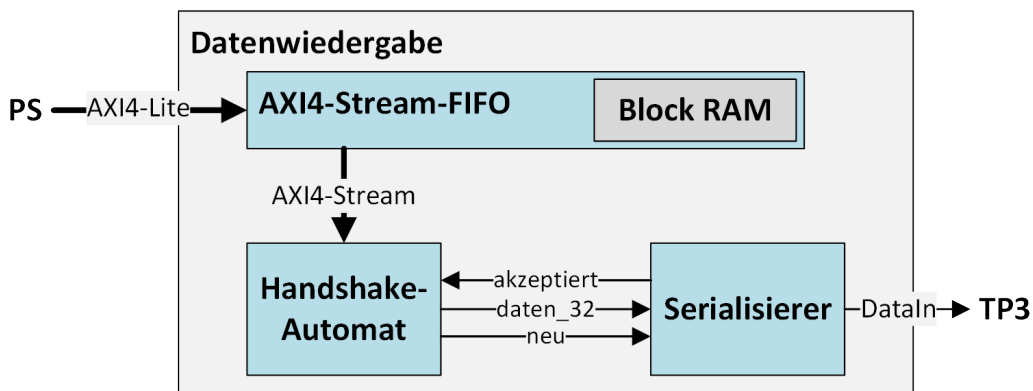 Datenwiedergabe
PS
AXI4-Lite
AXI4-Stream-FIFO
Block RAM
AXI4-Stream
Handshake-
Automat
akzeptiert
daten_32
neu
Serialisierer
DataIn
TP3